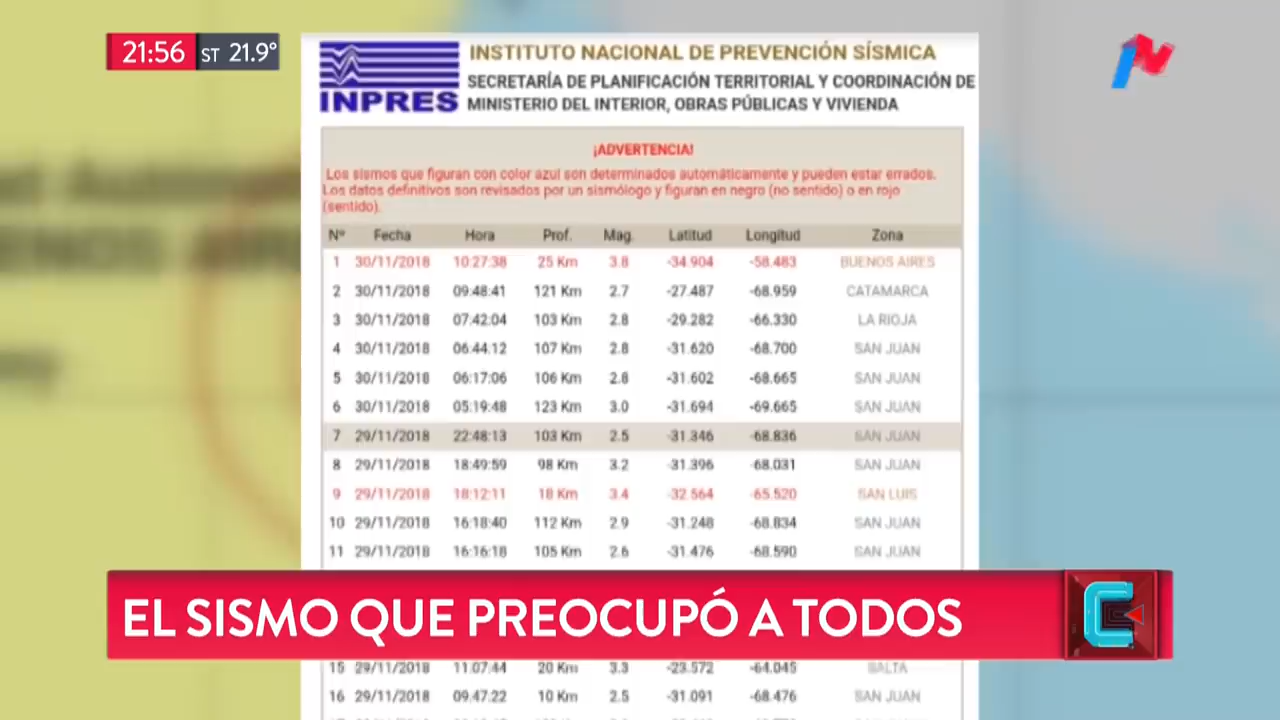 21:56 ST 21.9°
INPRES
INSTITUTO NACIONAL DE PREVENCIÓN SÍSMICA
SECRETARÍA DE PLANIFICACIÓN TERRITORIAL Y COORDINACIÓN DE
MINISTERIO DEL INTERIOR, OBRAS PÚBLICAS Y VIVIENDA
¡ADVERTENCIA!
Los sismos que figuran con color azul son determinados automáticamente y pueden estar errados.
Los datos definitivos son revisados por un sismólogo y figuran en negro (no sentido) o en rojo
(sentido).
Nº Fecha Hora Prof. Mag. Latitud Longitud Zona
1 30/11/2018 10:27:38 25 Km 3.8 -34.904 -58.483 BUENOS AIRES
2 30/11/2018 09:48:41 121 Km 2.7 -27.487 -68.959 CATAMARCA
3 30/11/2018 07:42:04 103 Km 2.8 -29.282 -66.330 LA RIOJA
4 30/11/2018 06:44:12 107 Km 2.8 -31.620 -68.700 SAN JUAN
5 30/11/2018 06:17:06 106 Km 2.8 -31.602 -68.665 SAN JUAN
6 30/11/2018 05:19:48 123 Km 3.0 -31.694 -69.665 SAN JUAN
7 29/11/2018 22:48:13 103 Km 2.5 -31.346 -68.836 SAN JUAN
8 29/11/2018 18:49:59 98 Km 3.2 -31.396 -68.031 SAN JUAN
9 29/11/2018 18:12:11 18 Km 3.4 -32.564 -65.520 SAN LUIS
10 29/11/2018 16:18:40 112 Km 2.9 -31.248 -68.834 SAN JUAN
11 29/11/2018 16:16:18 105 Km 2.6 -31.476 -68.590 SAN JUAN
EL SISMO QUE PREOCUPÓ A TODOS
15 29/11/2018 11:07:44 20 Km 3.3 -23.572 -64.045 SALTA
16 29/11/2018 09:47:22 10 Km 2.5 -31.091 -68.476 SAN JUAN